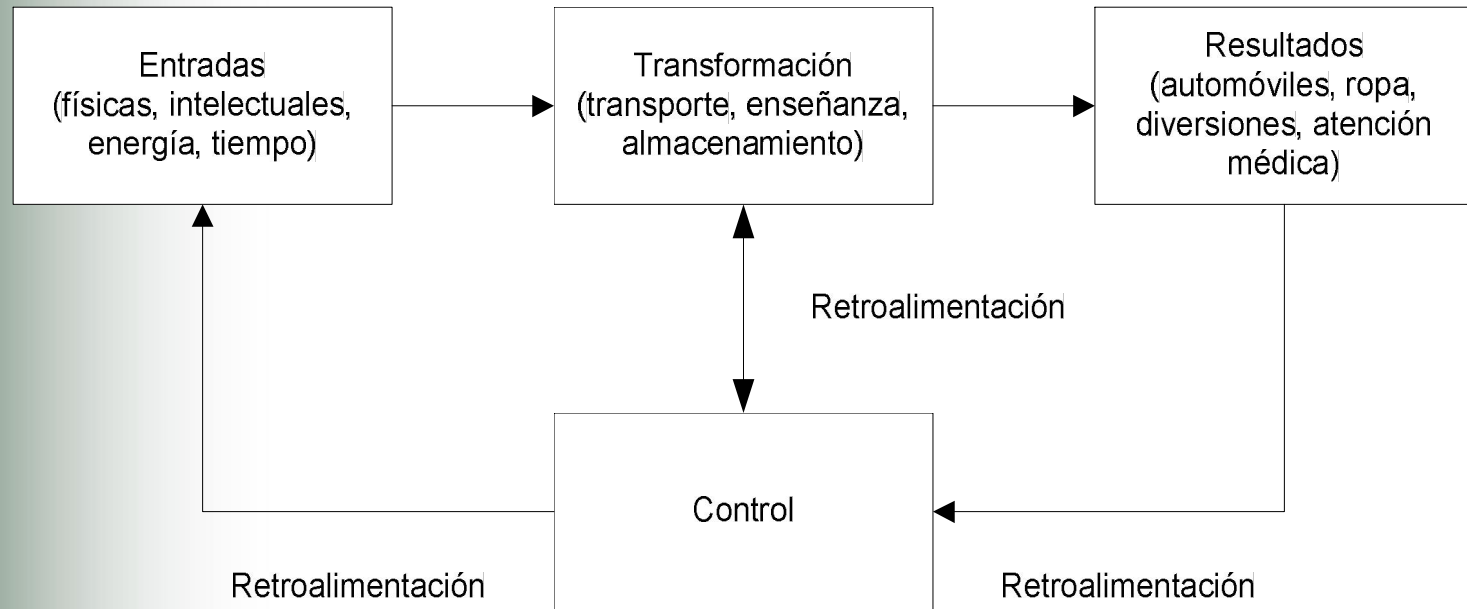 Entradas
(físicas, intelectuales,
energía, tiempo)
Transformación
(transporte, enseñanza,
almacenamiento)
Resultados
(automóviles, ropa,
diversiones, atención
médica)
Retroalimentación
Control
Retroalimentación
Retroalimentación